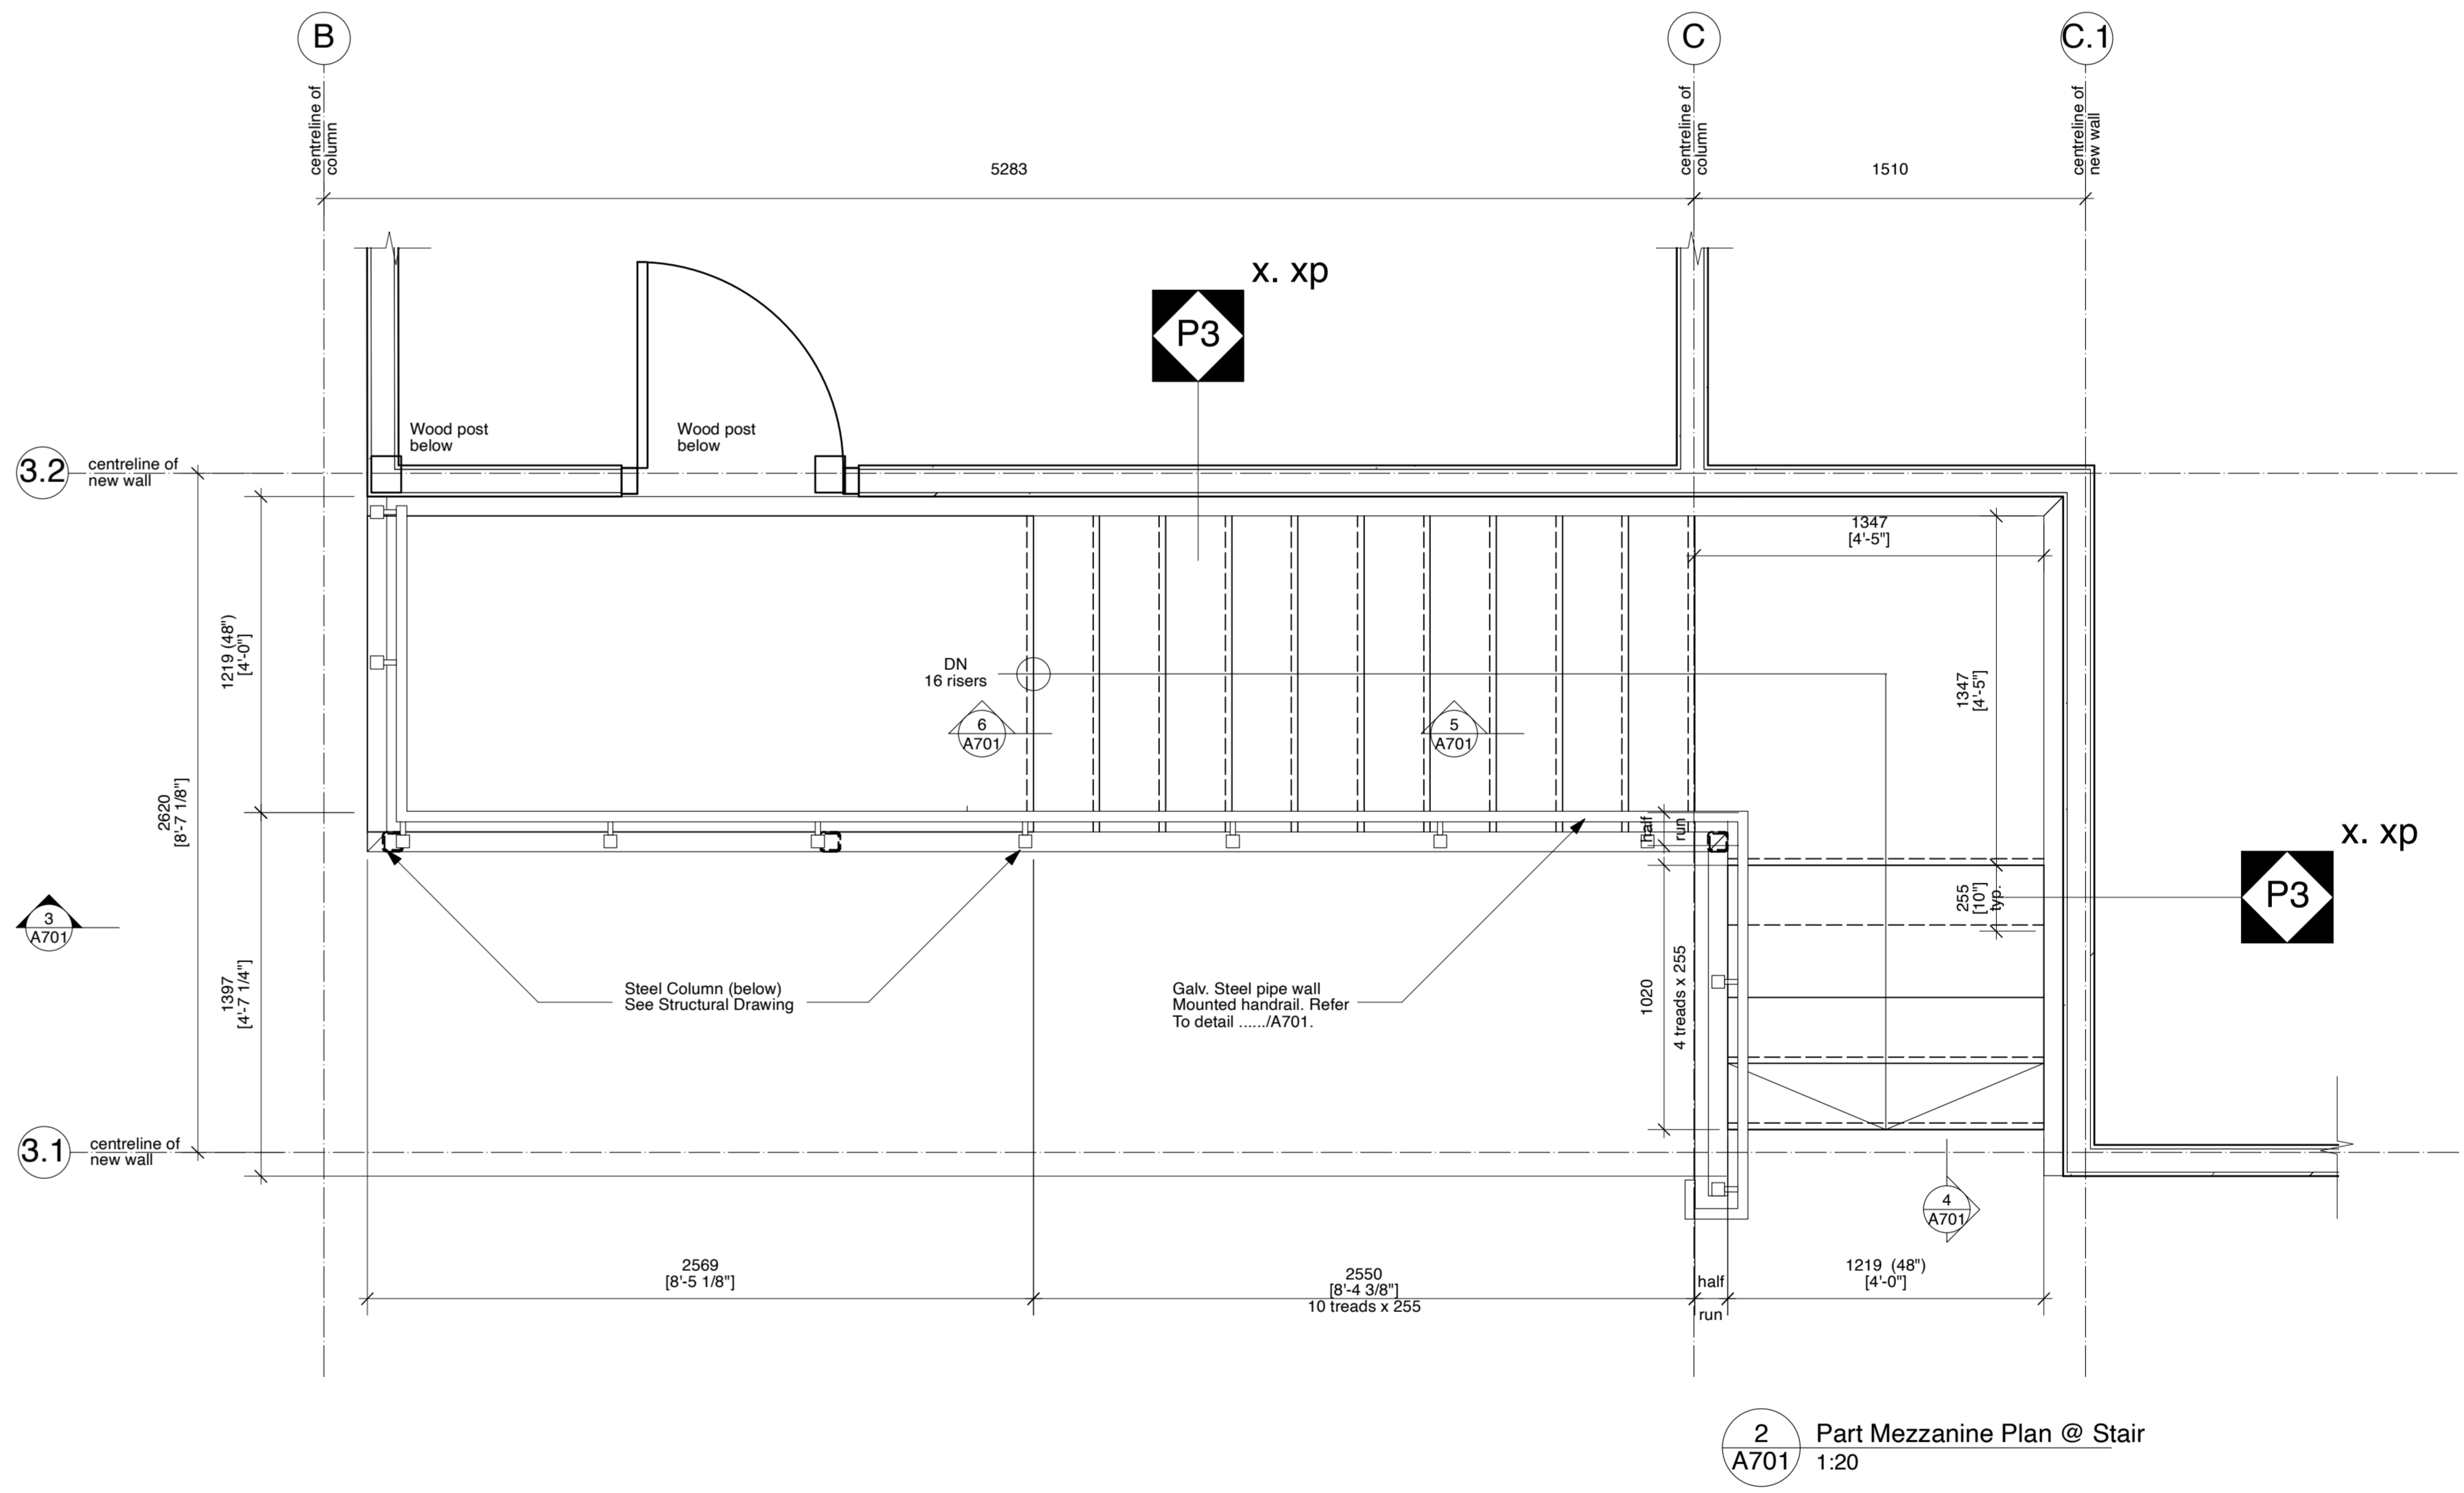 B
C
C.1
centreline of
column
centreline of
column
centreline of
new wall
5283
1510
x. xp
P3
Wood post
below
Wood post
below
3.2
centreline of
new wall
1347
[4'-5"]
1219 (48")
[4'-0"]
DN
16 risers
6
A701
5
A701
1347
[4'-5"]
2620
[8'-7 1/8"]
half
run
x. xp
P3
255
[10"]
typ.
3
A701
1397
[4'-7 1/4"]
Steel Column (below)
See Structural Drawing
Galv. Steel pipe wall
Mounted handrail. Refer
To detail ....../A701.
1020
4 treads x 255
3.1
centreline of
new wall
4
A701
2569
[8'-5 1/8"]
2550
[8'-4 3/8"]
10 treads x 255
half
run
1219 (48")
[4'-0"]
2
A701
Part Mezzanine Plan @ Stair
1:20